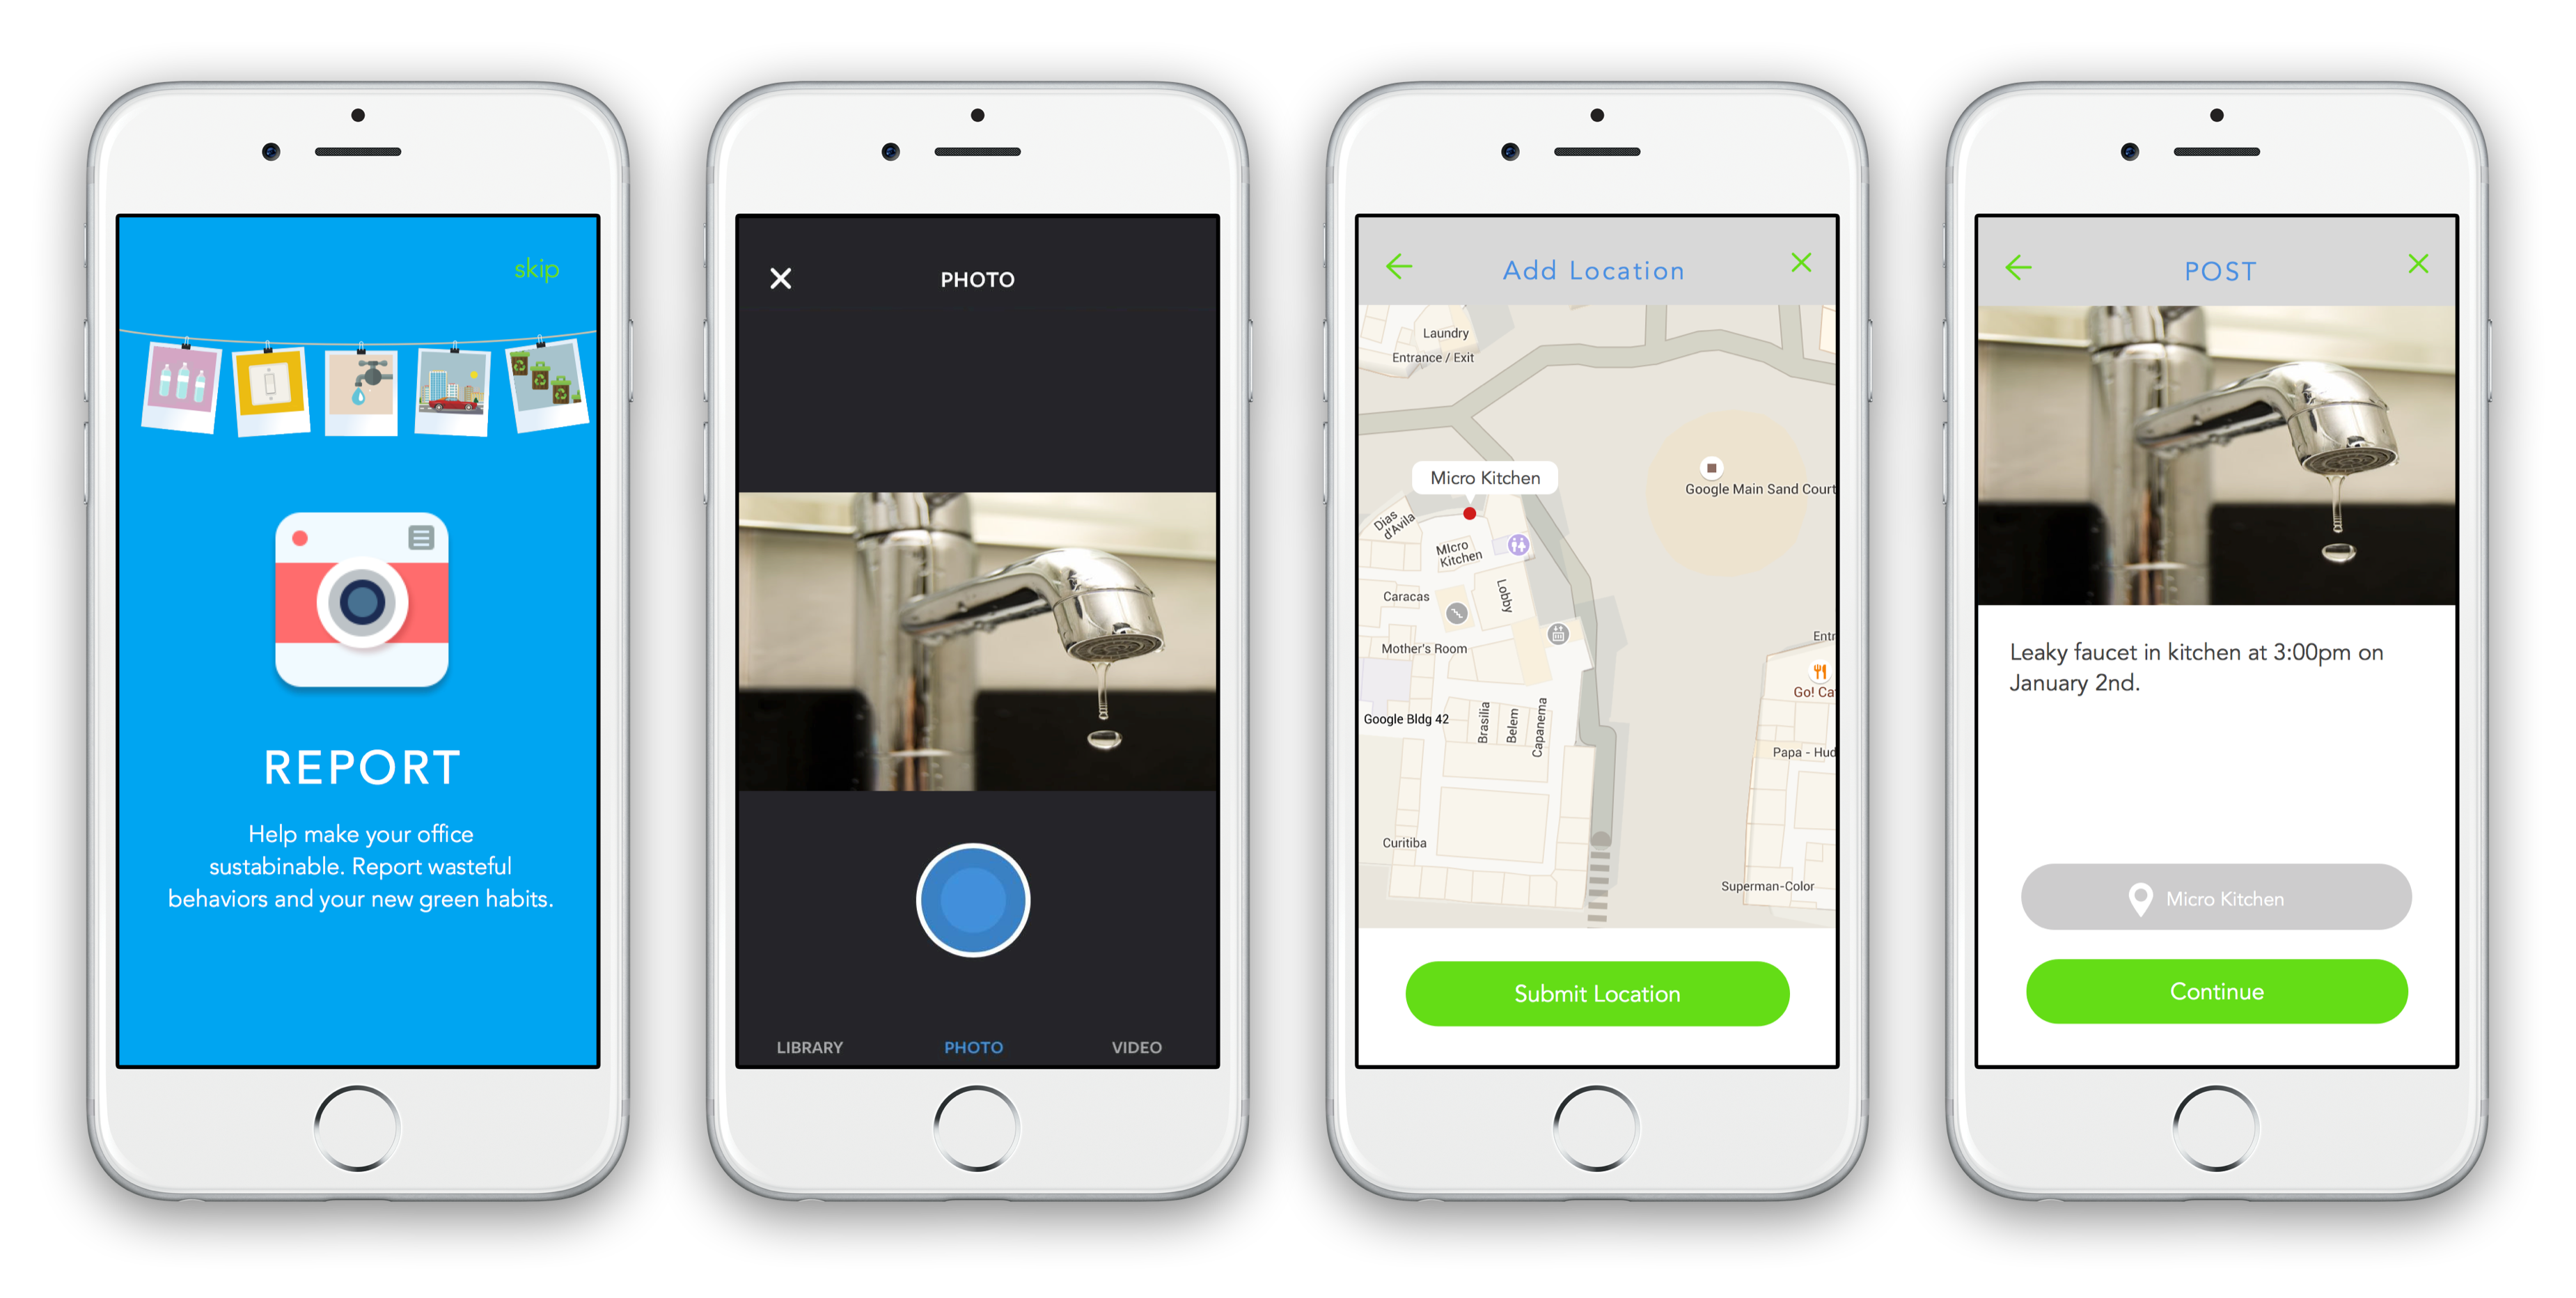 skip
REPORT
Help make your office
sustabinable. Report wasteful
behaviors and your new green habits.
PHOTO
LIBRARY
PHOTO
VIDEO
Add Location
Laundry
Entrance / Exit
Micro Kitchen
Google Main Sand Court
Dias
d'Avila
MIcro
Kitchen
Caracas
Lobby
Mother's Room
Entr
Go! Ca
Google Bldg 42
Brasilia
Belem
Capanema
Papa - Hud
Curitiba
Superman-Color
Submit Location
POST
Leaky faucet in kitchen at 3:00pm on
January 2nd.
Micro Kitchen
Continue